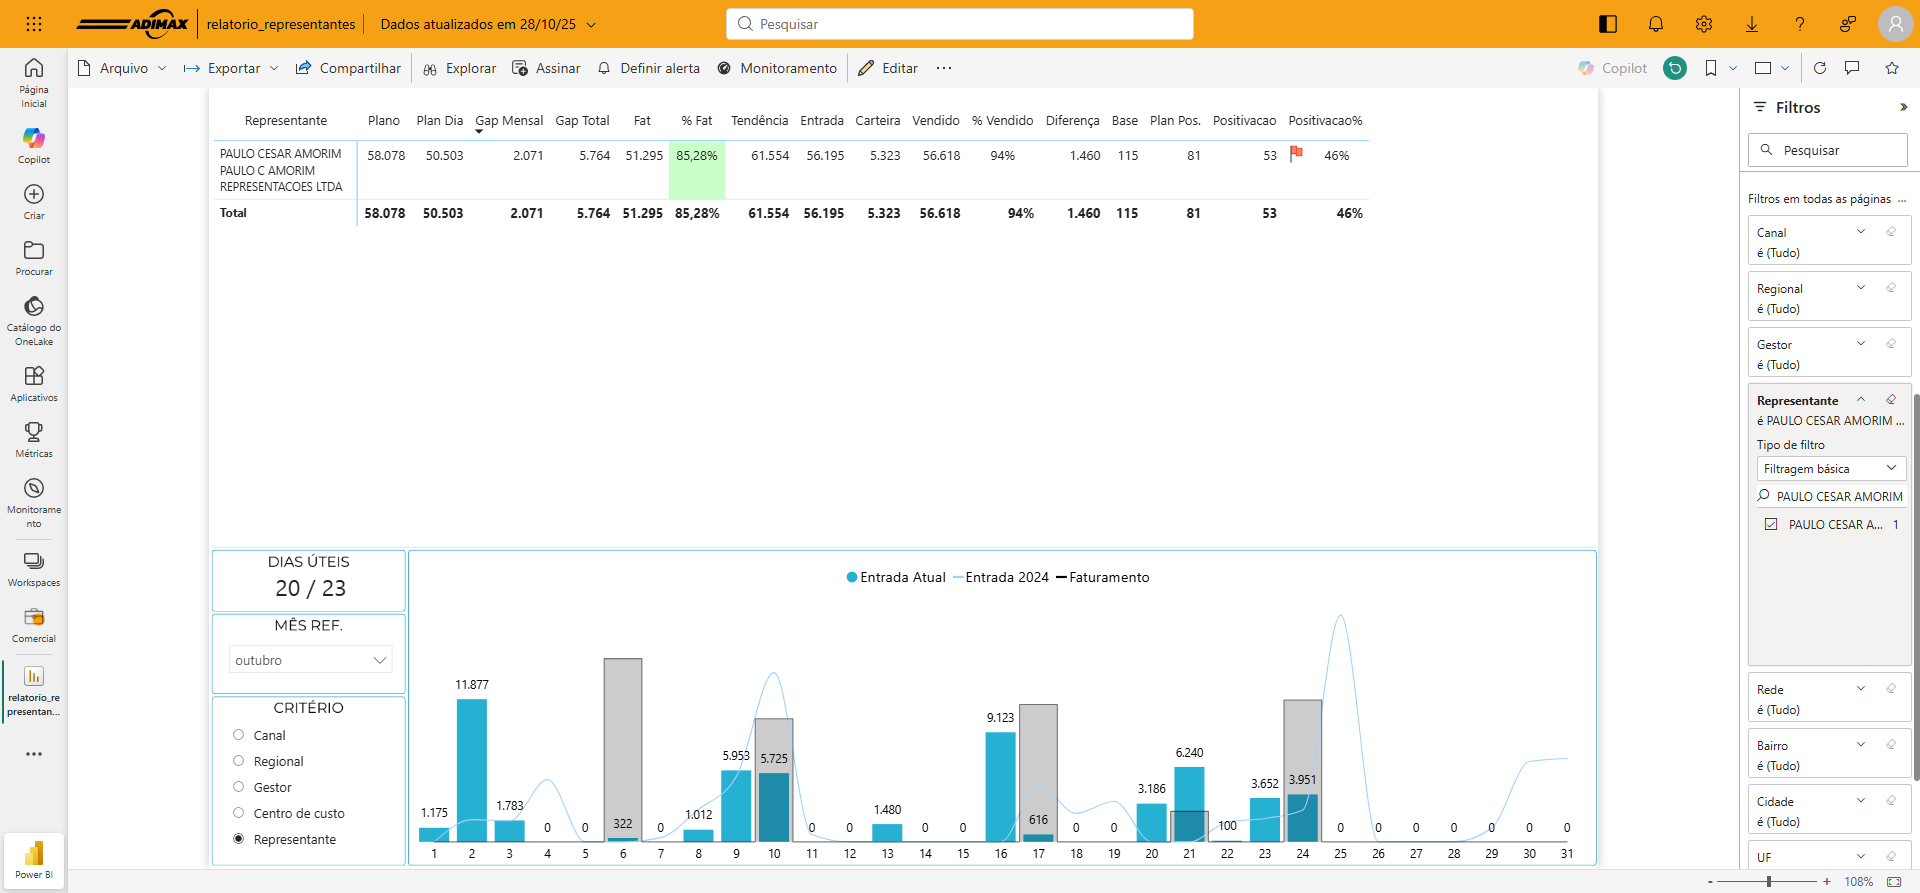 ADIMAX
relatorio_representantes
Dados atualizados em 28/10/25
Pesquisar
Arquivo
Exportar
Compartilhar
Explorar
Assinar
Definir alerta
Monitoramento
Editar
...
Copilot
Página Inicial
Copilot
Criar
Procurar
Catálogo do OneLake
Aplicativos
Métricas
Monitoramento
Workspaces
Comercial
relatorio_representan...
Power BI
Representante Plano Plan Dia Gap Mensal Gap Total Fat % Fat Tendência Entrada Carteira Vendido % Vendido Diferença Base Plan Pos. Positivacao Positivacao%
PAULO CESAR AMORIM 58.078 50.503 2.071 5.764 51.295 85,28% 61.554 56.195 5.323 56.618 94% 1.460 115 81 53 46%
PAULO C AMORIM
REPRESENTACOES LTDA
Total 58.078 50.503 2.071 5.764 51.295 85,28% 61.554 56.195 5.323 56.618 94% 1.460 115 81 53 46%
DIAS ÚTEIS
20 / 23
MÊS REF.
outubro
CRITÉRIO
Canal
Regional
Gestor
Centro de custo
Representante
Entrada Atual Entrada 2024 Faturamento
1.175 11.877 1.783 0 0 322 0 1.012 5.953 5.725 0 0 1.480 0 0 9.123 616 0 0 3.186 6.240 100 3.652 3.951 0 0 0 0 0 0 0
1 2 3 4 5 6 7 8 9 10 11 12 13 14 15 16 17 18 19 20 21 22 23 24 25 26 27 28 29 30 31
Filtros
Pesquisar
Filtros em todas as páginas ...
Canal
é (Tudo)
Regional
é (Tudo)
Gestor
é (Tudo)
Representante
é PAULO CESAR AMORIM ...
Tipo de filtro
Filtragem básica
PAULO CESAR AMORIM
PAULO CESAR A... 1
Rede
é (Tudo)
Bairro
é (Tudo)
Cidade
é (Tudo)
UF
- + 108%